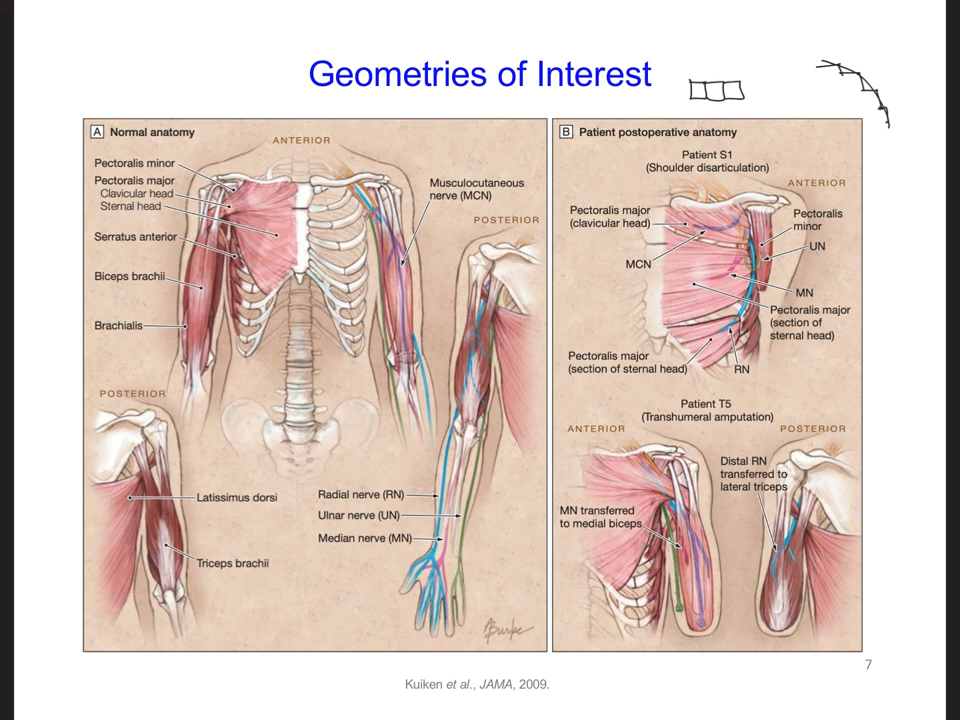 Geometries of Interest
A Normal anatomy
ANTERIOR
Pectoralis minor
Pectoralis major
Clavicular head
Sternal head
Serratus anterior
Biceps brachii
Brachialis
Musculocutaneous
nerve (MCN)
POSTERIOR
POSTERIOR
Latissimus dorsi
Triceps brachii
Radial nerve (RN)
Ulnar nerve (UN)
Median nerve (MN)
B Patient postoperative anatomy
Patient S1
(Shoulder disarticulation)
ANTERIOR
Pectoralis major
(clavicular head)
MCN
Pectoralis
minor
UN
MN
Pectoralis major
(section of
sternal head)
Pectoralis major
(section of sternal head)
RN
Patient T5
(Transhumeral amputation)
ANTERIOR
POSTERIOR
Distal RN
transferred to
lateral triceps
MN transferred
to medial biceps
7
Kuiken et al., JAMA, 2009.